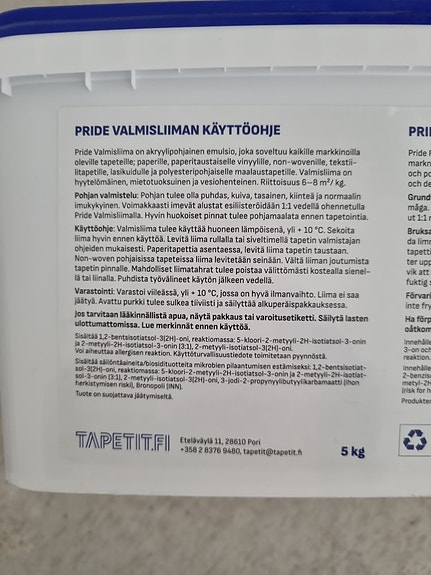 PRIDE VALMISLIIMAN KÄYTTÖOHJE
Pride Valmisliima on akryylipohjainen emulsio, joka soveltuu kaikille markkinoilla
oleville tapeteille; paperille, paperitaustaiselle vinyylille, non-wovenille, tekstii-
litapetille, lasikuidulle ja polyesteripohjaiselle maalaustapetille. Valmisliima on
hyytelömäinen, mietotuoksuinen ja vesiohenteinen. Riittoisuus 6–8 m²/ kg.
Pohjan valmistelu: Pohjan tulee olla puhdas, kuiva, tasainen, kiinteä ja normaalin
imukykyinen. Voimakkaasti imevät alustat esiliisteröidään 1:1 vedellä ohennetulla
Pride Valmisliimalla. Hyvin huokoiset pinnat tulee pohjamaalata ennen tapetointia.
Käyttöohje: Valmisliima tulee käyttää huoneen lämpöisenä, yli + 10 °C. Sekoita
liima hyvin ennen käyttöä. Levitä liima rullalla tai siveltimellä tapetin valmistajan
ohjeiden mukaisesti. Paperitapettia asentaessa, levitä liima tapetin taustaan.
Non-woven pohjaisissa tapeteissa liima levitetään seinään. Vältä liiman joutumista
tapetin pinnalle. Mahdolliset liimatahrat tulee poistaa välittömästi kostealla sienel-
lä tai liinalla. Puhdista työvälineet käytön jälkeen vedellä.
Varastointi: Varastoi viileässä, yli + 10 °C, jossa on hyvä ilmanvaihto. Liima ei saa
jäätyä. Avattu purkki tulee sulkea tiiviisti ja säilyttää alkuperäispakkauksessa.
Jos tarvitaan lääkinnällistä apua, näytä pakkaus tai varoitusetiketti. Säilytä lasten
ulottumattomissa. Lue merkinnät ennen käyttöä.
Sisältää 1,2-bentsisotiatsol-3(2H)-oni, reaktiomassa: 5-kloori-2-metyyli-2H-isotiatsol-3-onin
ja 2-metyyli-2H-isotiatsol-3-onin (3:1), 2-metyyli-isotiatsol-3(2H)-oni.
Voi aiheuttaa allergisen reaktion. Käyttöturvallisuustiedote toimitetaan pyynnöstä.
Sisältää säilöntäaineita/biosidituotteita mikrobien pilaantumisen estämiseksi: 1,2-bentsisotiat-
sol-3(2H)-oni, reaktiomassa: 5-kloori-2-metyyli-2H-isotiatsol-3-onin ja 2-metyyli-2H-isotiat-
sol-3-onin (3:1), 2-metyyli-isotiatsol-3(2H)-oni, 3-jodi-2-propynyylibutyylikarbamaatti (ihon
herkistymisen riski), Bronopoli (INN).
Tuote on suojattava jäätymiseltä.
TAPETIT.FI
Eteläväylä 11, 28610 Pori
+358 2 8376 9480, tapetit@tapetit.fi
5 kg